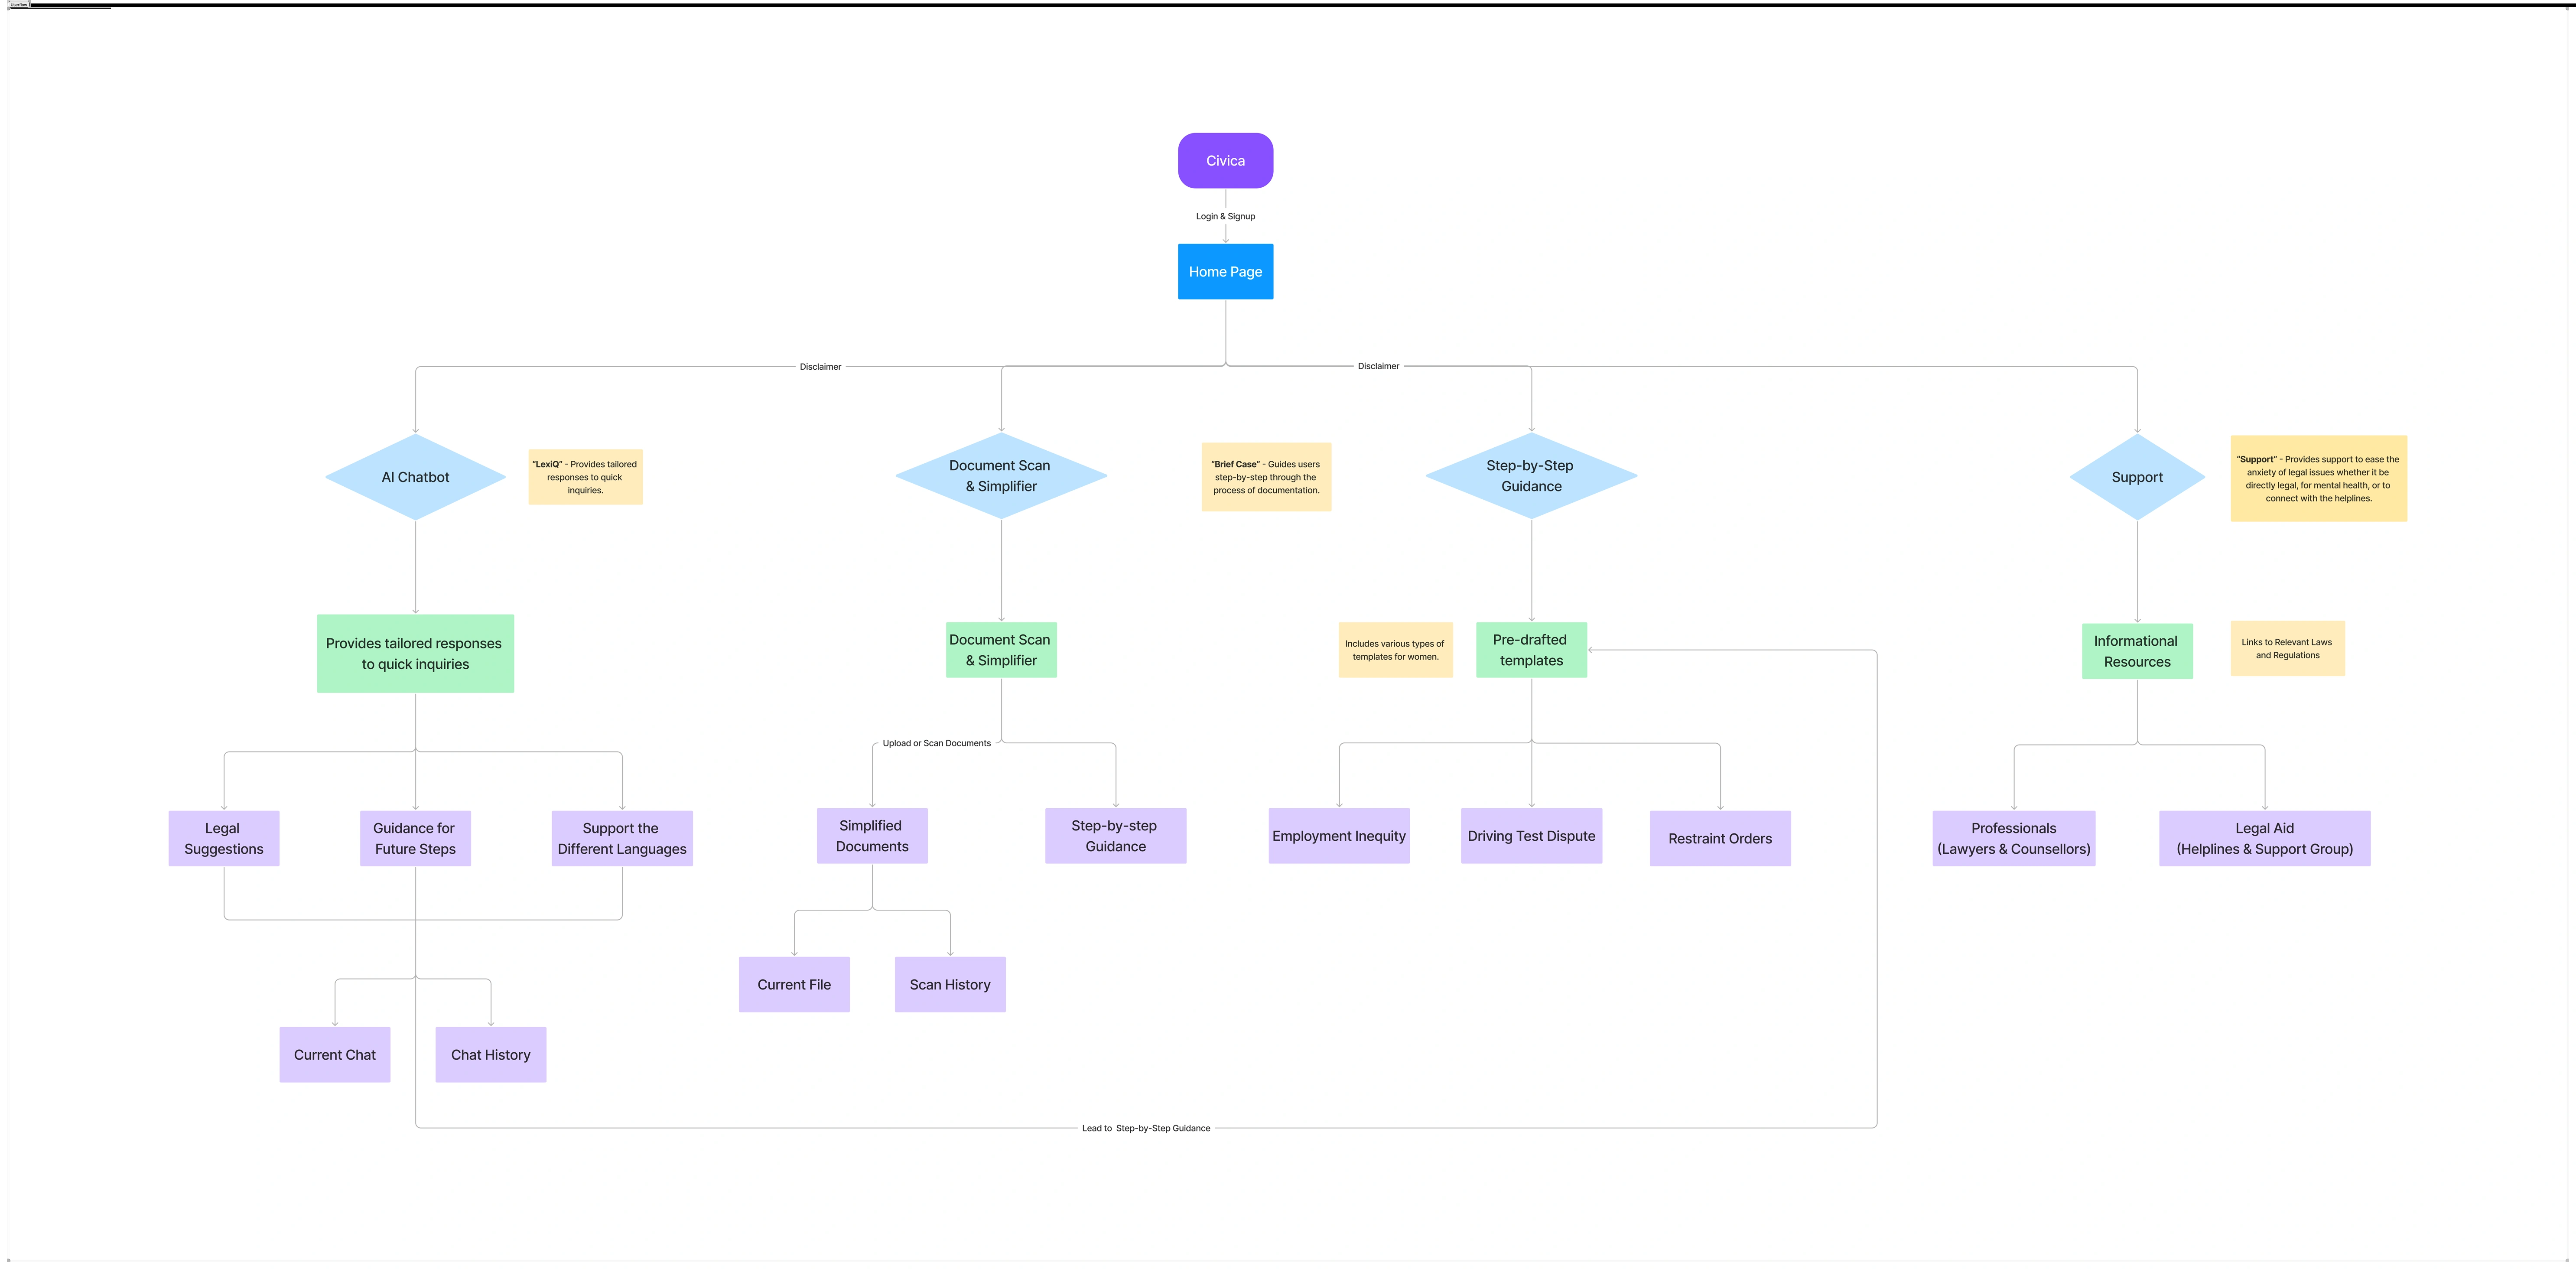 Userflow
Civica
Login & Signup
Home Page
Disclaimer
Disclaimer
AI Chatbot
"LexiQ" - Provides tailored
responses to quick
inquiries.
Document Scan
& Simplifier
"Brief Case" - Guides users
step-by-step through the
process of documentation.
Step-by-Step
Guidance
Support
"Support" - Provides support to ease the
anxiety of legal issues whether it be
directly legal, for mental health, or to
connect with the helplines.
Provides tailored responses
to quick inquiries
Document Scan
& Simplifier
Includes various types of
templates for women.
Pre-drafted
templates
Informational
Resources
Links to Relevant Laws
and Regulations
Upload or Scan Documents
Legal
Suggestions
Guidance for
Future Steps
Support the
Different Languages
Simplified
Documents
Step-by-step
Guidance
Employment Inequity
Driving Test Dispute
Restraint Orders
Professionals
(Lawyers & Counsellors)
Legal Aid
(Helplines & Support Group)
Current File
Scan History
Current Chat
Chat History
Lead to  Step-by-Step Guidance